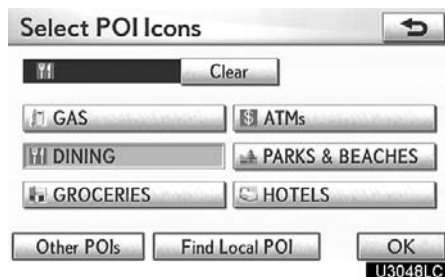 Select POI Icons
Clear
GAS
$ ATMs
DINING
PARKS & BEACHES
GROCERIES
HOTELS
Other POIs
Find Local POI
OK
U3048LC